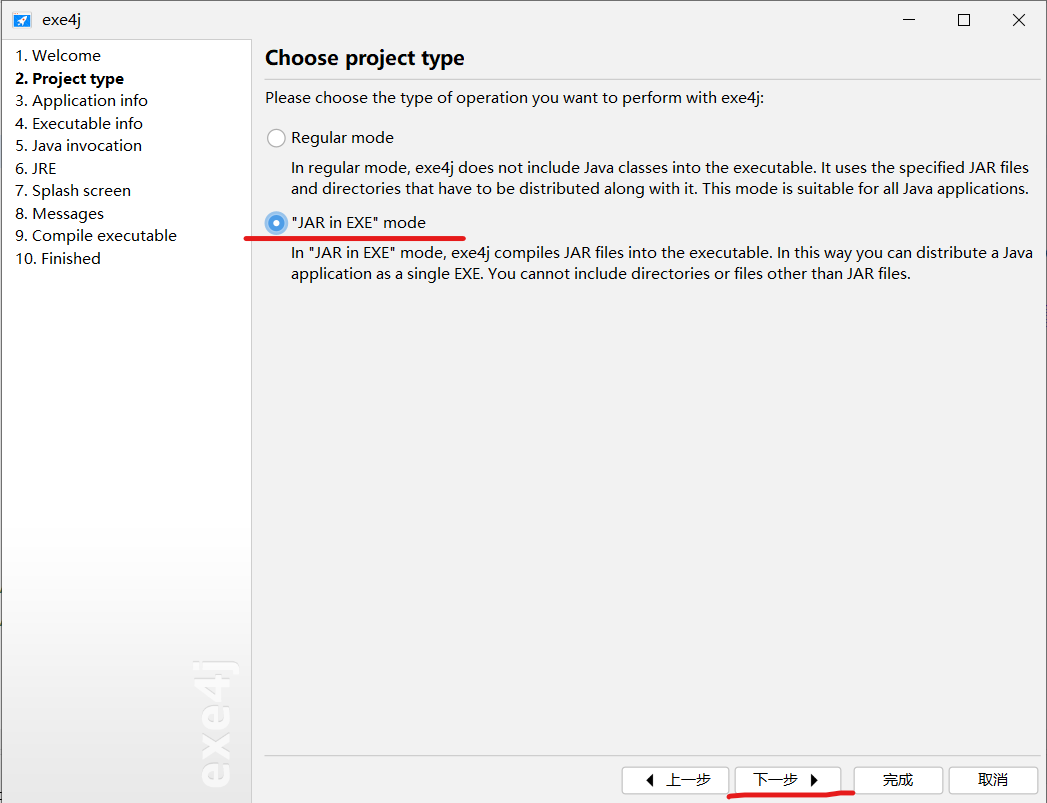 exe4j
1. Welcome
2. Project type
3. Application info
4. Executable info
5. Java invocation
6. JRE
7. Splash screen
8. Messages
9. Compile executable
10. Finished
exe4j
Choose project type
Please choose the type of operation you want to perform with exe4j:
Regular mode
In regular mode, exe4j does not include Java classes into the executable. It uses the specified JAR files
and directories that have to be distributed along with it. This mode is suitable for all Java applications.
"JAR in EXE" mode
In "JAR in EXE" mode, exe4j compiles JAR files into the executable. In this way you can distribute a Java
application as a single EXE. You cannot include directories or files other than JAR files.
上一步
下一步
完成
取消